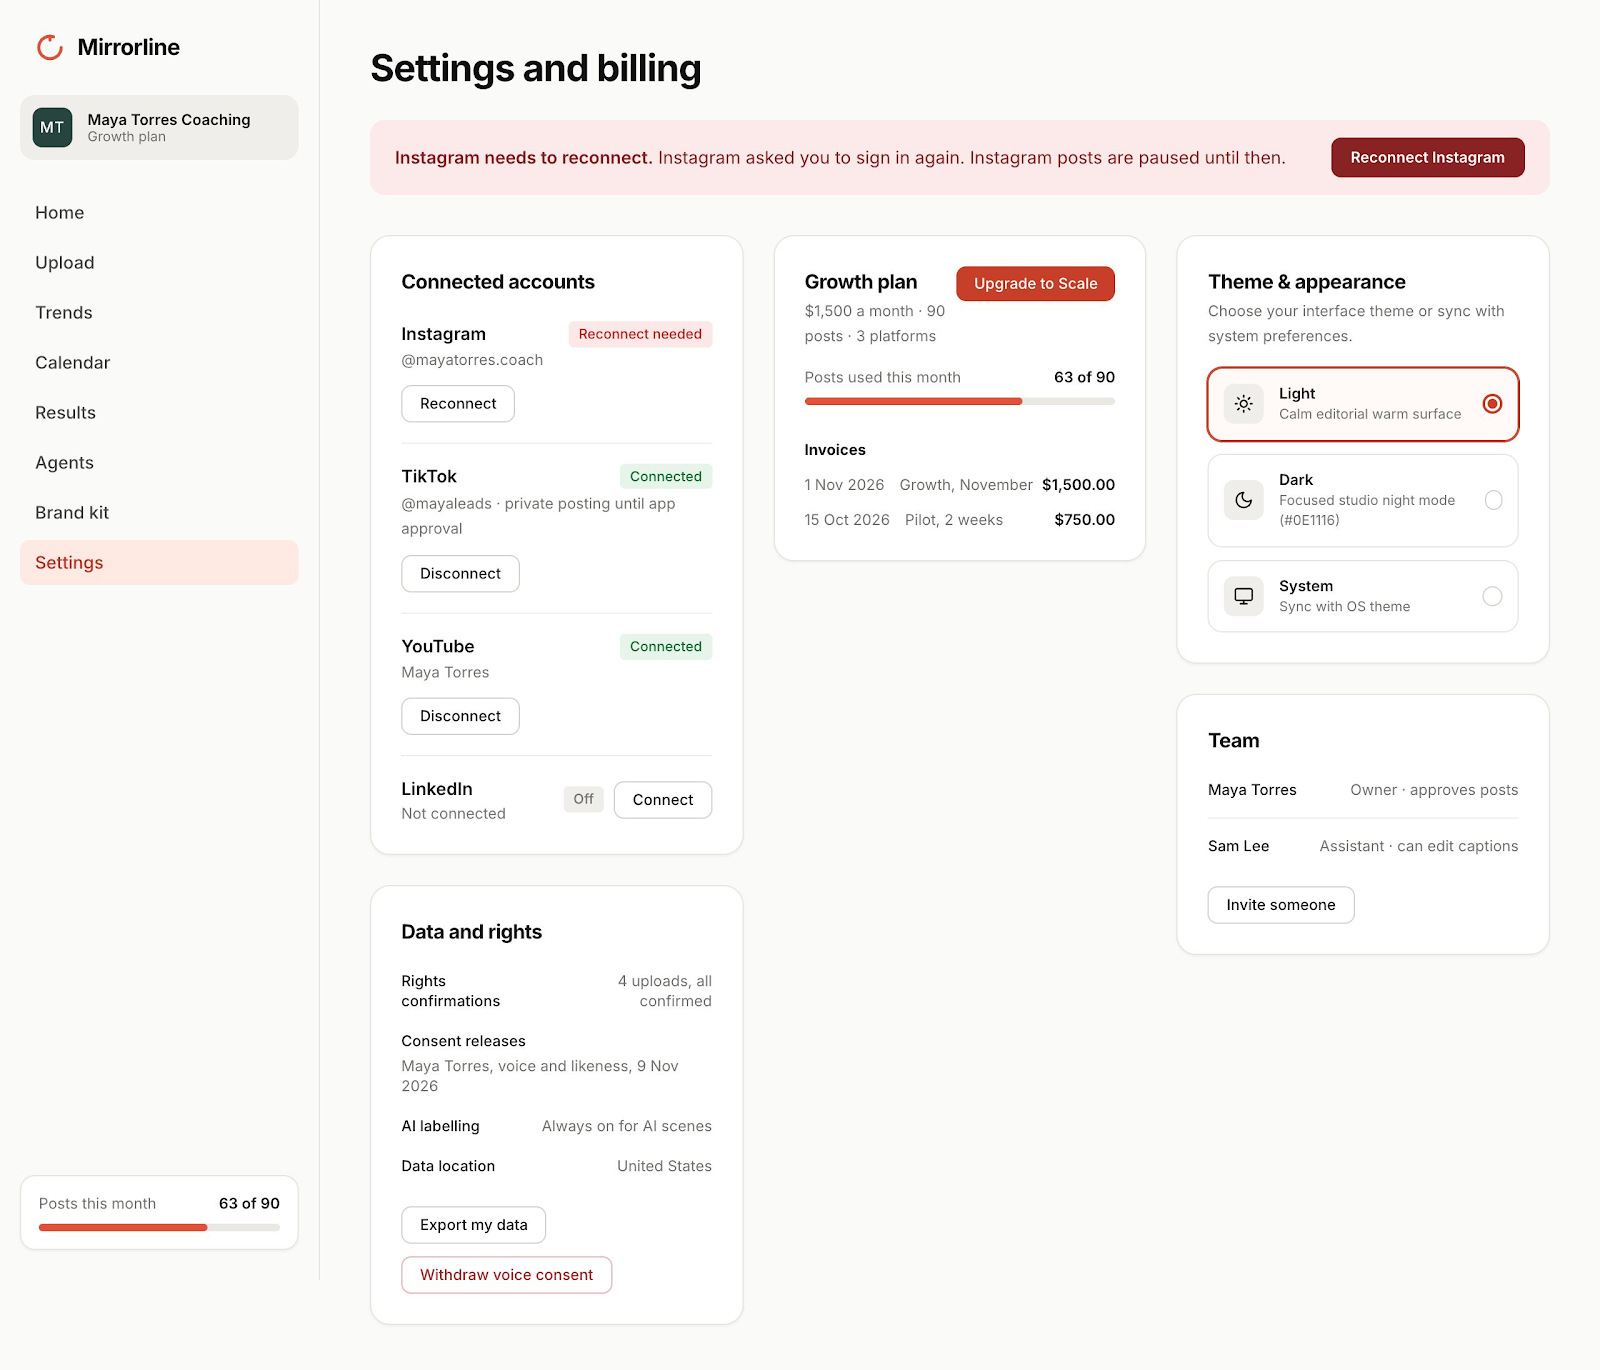 Mirrorline
MT
Maya Torres Coaching
Growth plan
Home
Upload
Trends
Calendar
Results
Agents
Brand kit
Settings
Posts this month 63 of 90
Settings and billing
Instagram needs to reconnect. Instagram asked you to sign in again. Instagram posts are paused until then.
Reconnect Instagram
Connected accounts
Instagram
Reconnect needed
@mayatorres.coach
Reconnect
TikTok
Connected
@mayaleads · private posting until app
approval
Disconnect
YouTube
Connected
Maya Torres
Disconnect
LinkedIn
Not connected
Off
Connect
Data and rights
Rights
confirmations
4 uploads, all
confirmed
Consent releases
Maya Torres, voice and likeness, 9 Nov
2026
AI labelling Always on for AI scenes
Data location United States
Export my data
Withdraw voice consent
Growth plan
Upgrade to Scale
$1,500 a month · 90
posts · 3 platforms
Posts used this month 63 of 90
Invoices
1 Nov 2026 Growth, November $1,500.00
15 Oct 2026 Pilot, 2 weeks $750.00
Theme & appearance
Choose your interface theme or sync with
system preferences.
Light
Calm editorial warm surface
Dark
Focused studio night mode
(#0E1116)
System
Sync with OS theme
Team
Maya Torres Owner · approves posts
Sam Lee Assistant · can edit captions
Invite someone